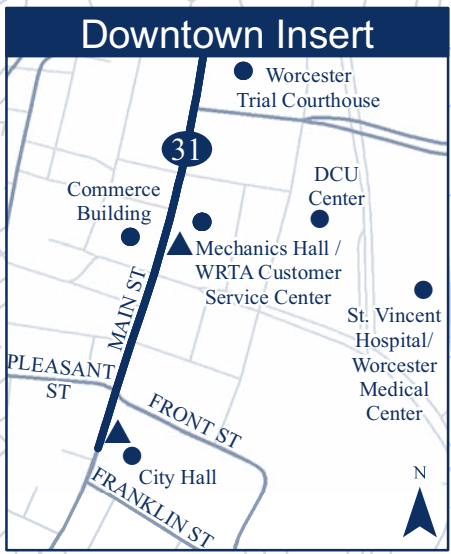 Downtown Insert
Worcester
Trial Courthouse
31
DCU
Center
Commerce
Building
Mechanics Hall /
WRTA Customer
Service Center
MAIN ST
St. Vincent
Hospital/
Worcester
Medical
Center
PLEASANT
ST
FRONT ST
City Hall
FRANKLIN ST
N